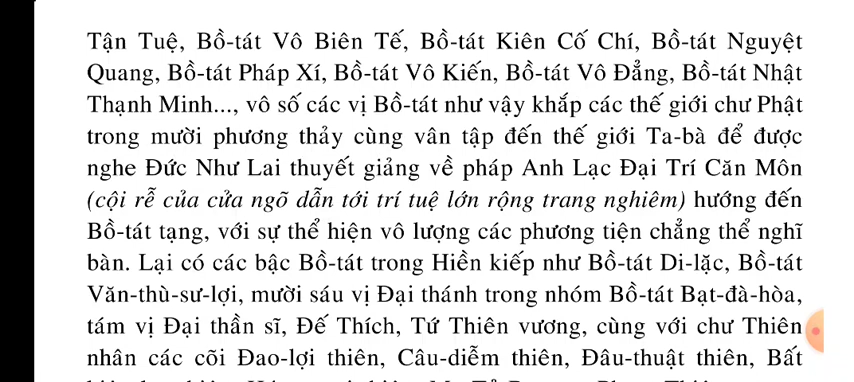 Tận Tuệ, Bồ-tát Vô Biên Tế, Bồ-tát Kiên Cố Chí, Bồ-tát Nguyệt
Quang, Bồ-tát Pháp Xí, Bồ-tát Vô Kiến, Bồ-tát Vô Đẳng, Bồ-tát Nhật
Thạnh Minh..., vô số các vị Bồ-tát như vậy khắp các thế giới chư Phật
trong mười phương thảy cùng vân tập đến thế giới Ta-bà để được
nghe Đức Như Lai thuyết giảng về pháp Anh Lạc Đại Trí Căn Môn
(cội rễ của cửa ngõ dẫn tới trí tuệ lớn rộng trang nghiêm) hướng đến
Bồ-tát tạng, với sự thể hiện vô lượng các phương tiện chẳng thể nghĩ
bàn. Lại có các bậc Bồ-tát trong Hiền kiếp như Bồ-tát Di-lặc, Bồ-tát
Văn-thù-sư-lợi, mười sáu vị Đại thánh trong nhóm Bồ-tát Bạt-đà-hòa,
tám vị Đại thần sĩ, Đế Thích, Tứ Thiên vương, cùng với chư Thiên
nhân các cõi Đao-lợi thiên, Câu-diễm thiên, Đâu-thuật thiên, Bất